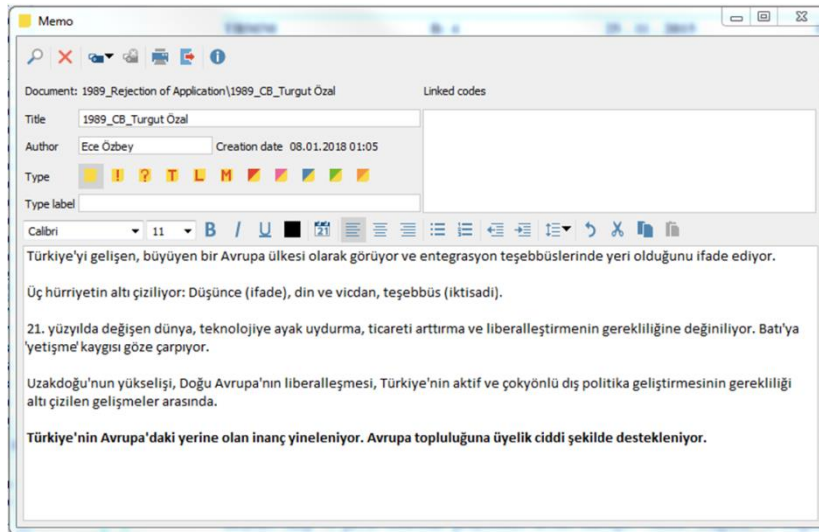 Memo
Document: 1989_Rejection of Application\1989_CB_Turgut Özal
Linked codes
Title 1989_CB_Turgut Özal
Author Ece Özbey Creation date 08.01.2018 01:05
Type ! ? T L M
Type label
Calibri 11 B I U 21
Türkiye'yi gelişen, büyüyen bir Avrupa ülkesi olarak görüyor ve entegrasyon teşebbüslerinde yeri olduğunu ifade ediyor.
Üç hürriyetin altı çiziliyor: Düşünce (ifade), din ve vicdan, teşebbüs (iktisadi).
21. yüzyılda değişen dünya, teknolojiye ayak uydurma, ticareti arttırma ve liberalleştirmenin gerekliliğine değiniliyor. Batı'ya
'yetişme' kaygısı göze çarpıyor.
Uzakdoğu'nun yükselişi, Doğu Avrupa'nın liberalleşmesi, Türkiye'nin aktif ve çokyönlü dış politika geliştirmesinin gerekliliği
altı çizilen gelişmeler arasında.
Türkiye'nin Avrupa'daki yerine olan inanç yineleniyor. Avrupa topluluğuna üyelik ciddi şekilde destekleniyor.